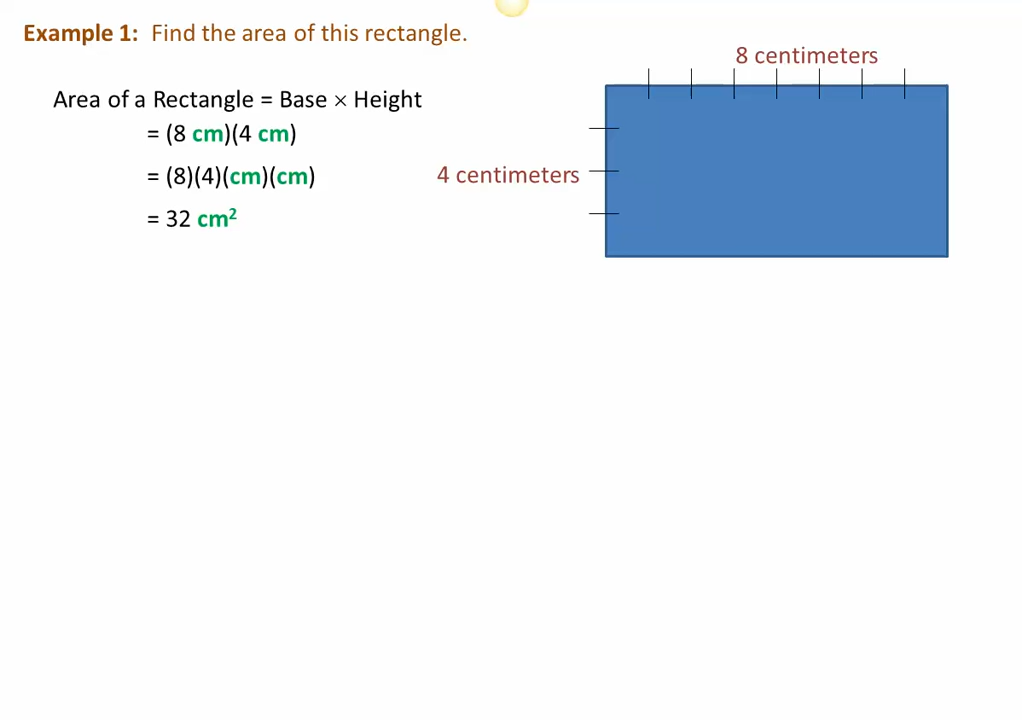 Example 1: Find the area of this rectangle.
8 centimeters
Area of a Rectangle = Base × Height
= (8 cm)(4 cm)
4 centimeters
= (8)(4)(cm)(cm)
= 32 cm²